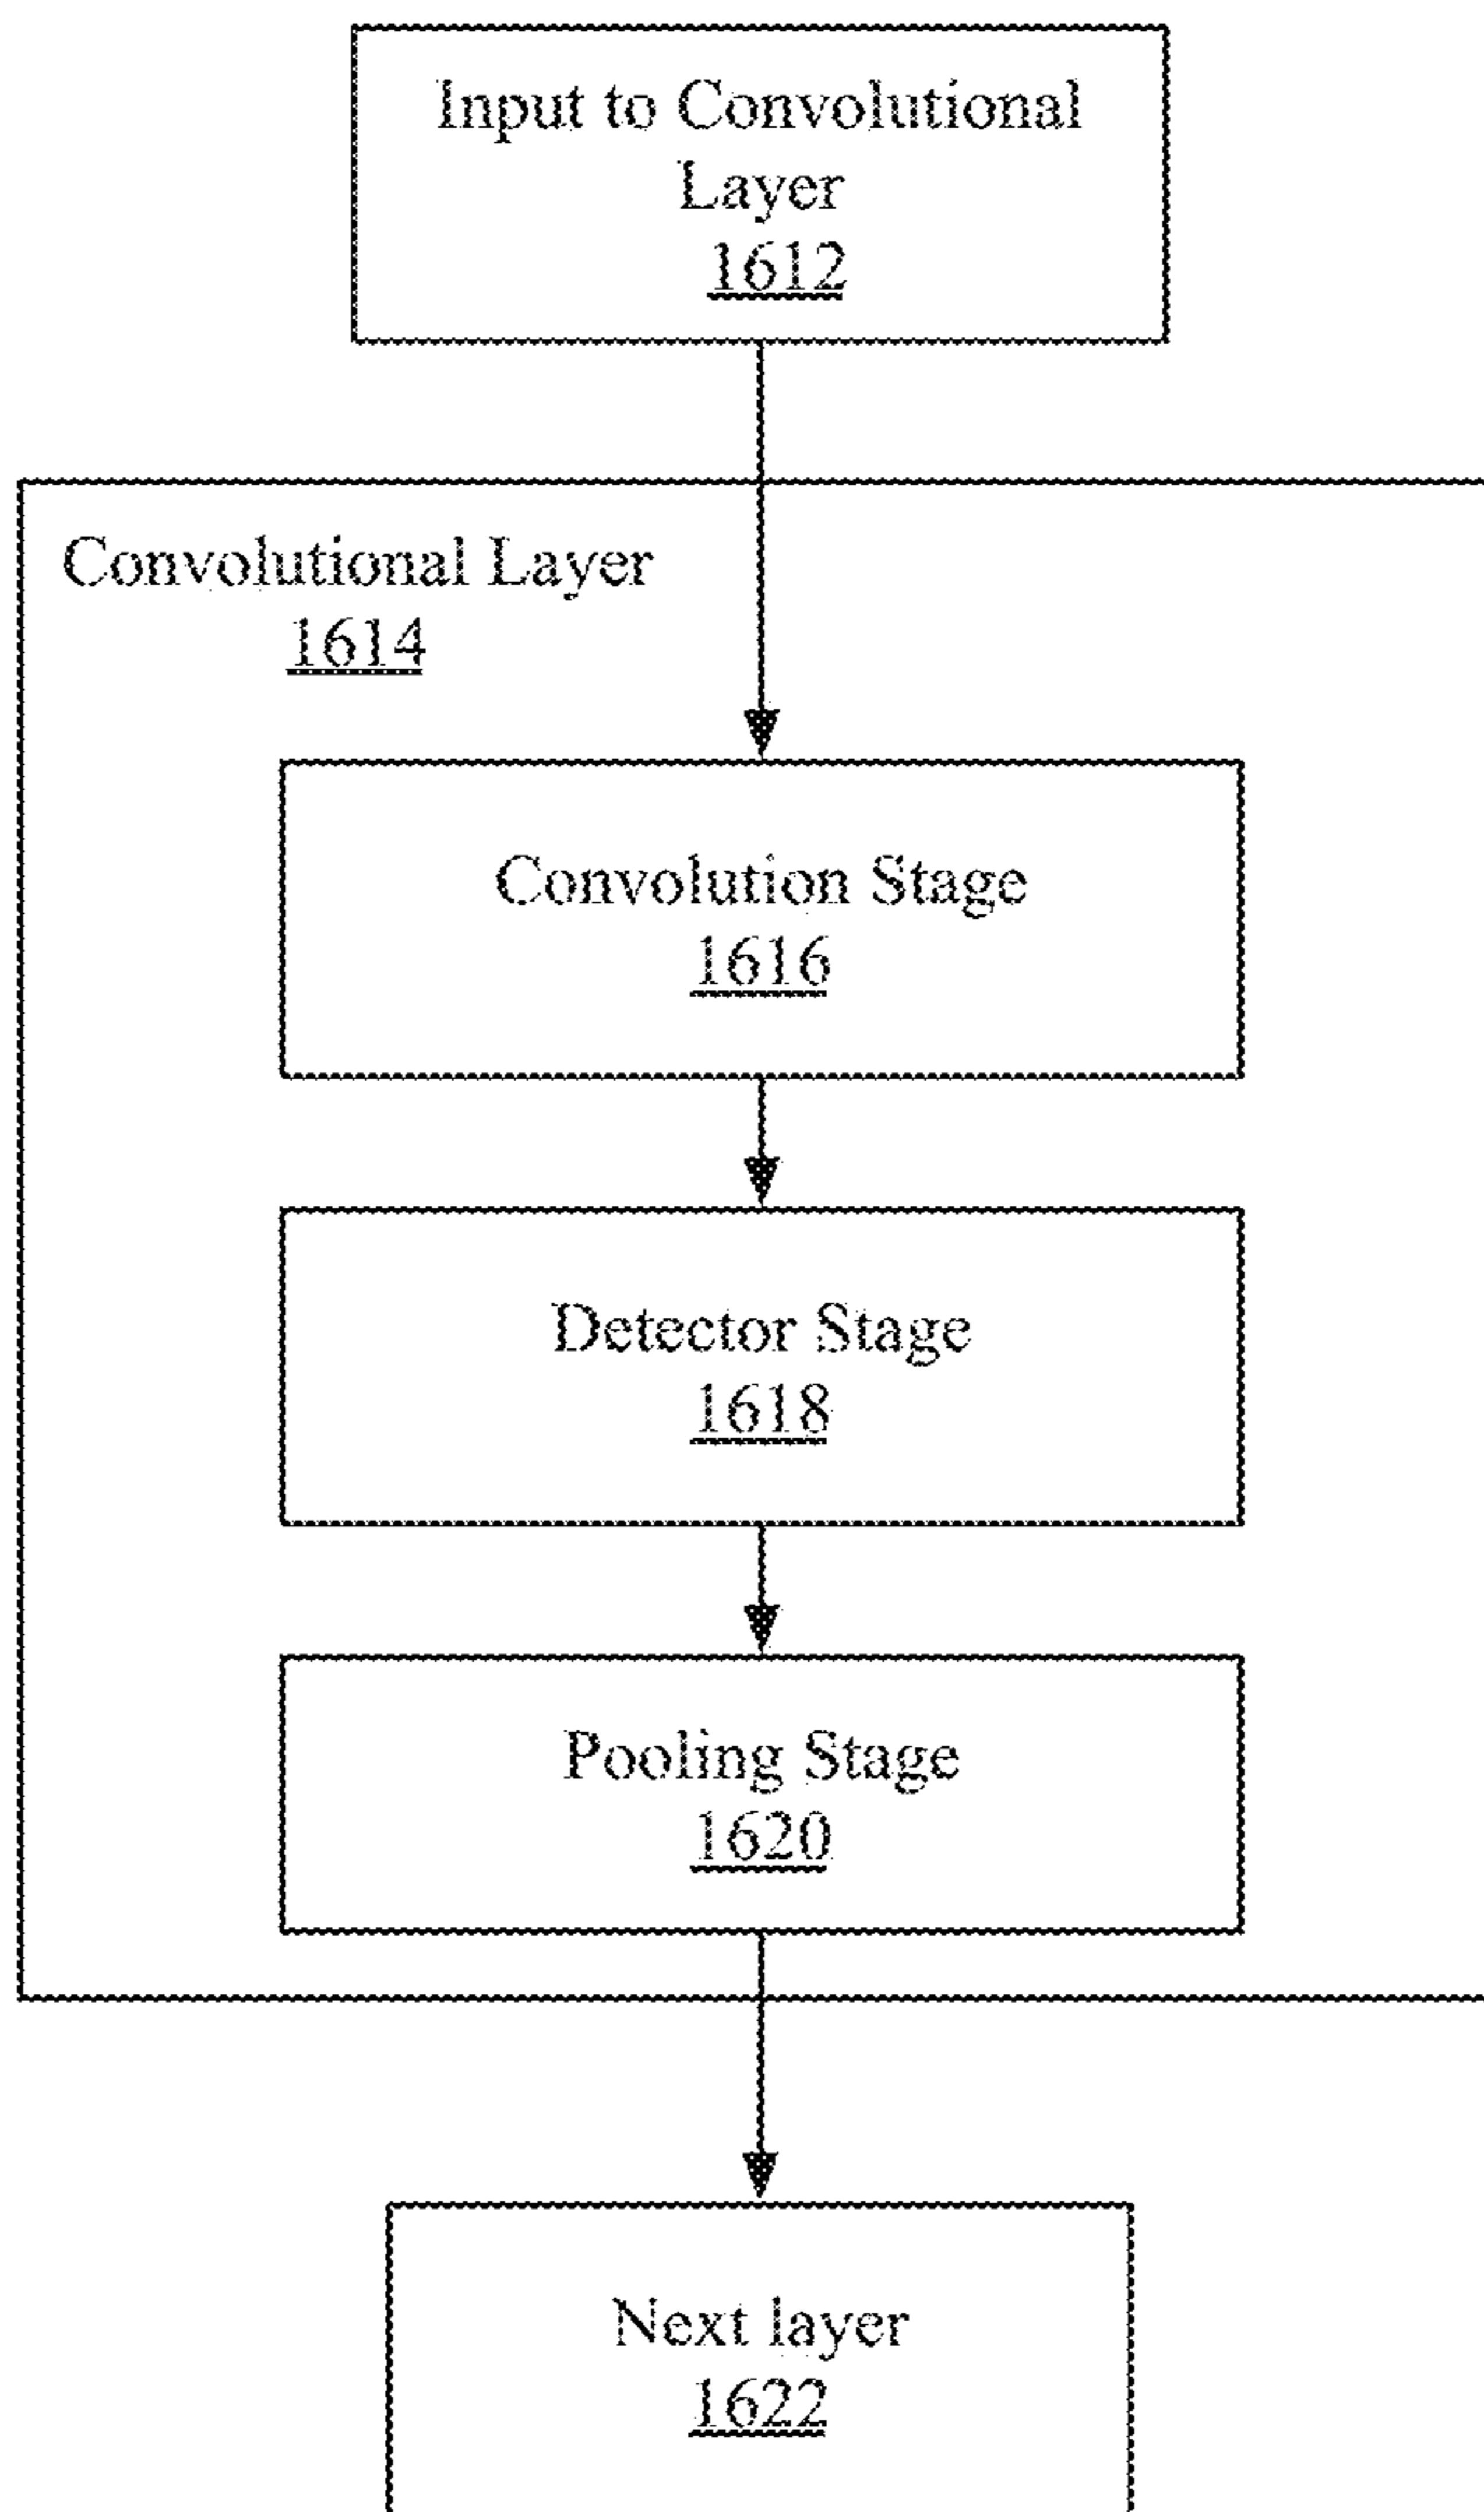 Input to Convolutional
Layer
1612
Convolutional Layer
1614
Convolution Stage
1616
Detector Stage
1618
Pooling Stage
1620
Next layer
1622